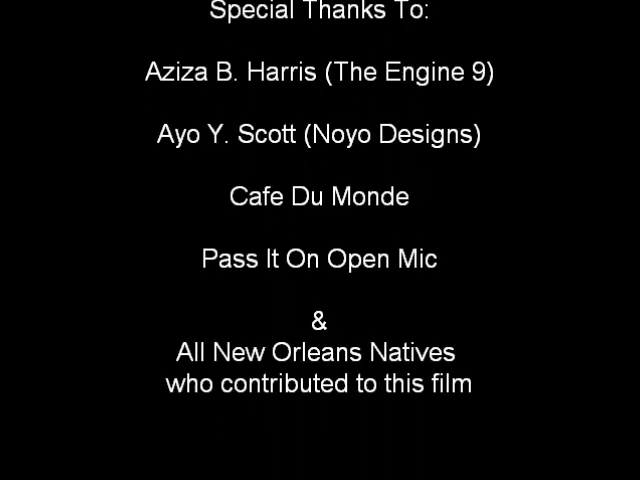 Special Thanks To:
Aziza B. Harris (The Engine 9)
Ayo Y. Scott (Noyo Designs)
Cafe Du Monde
Pass It On Open Mic
&
All New Orleans Natives
who contributed to this film